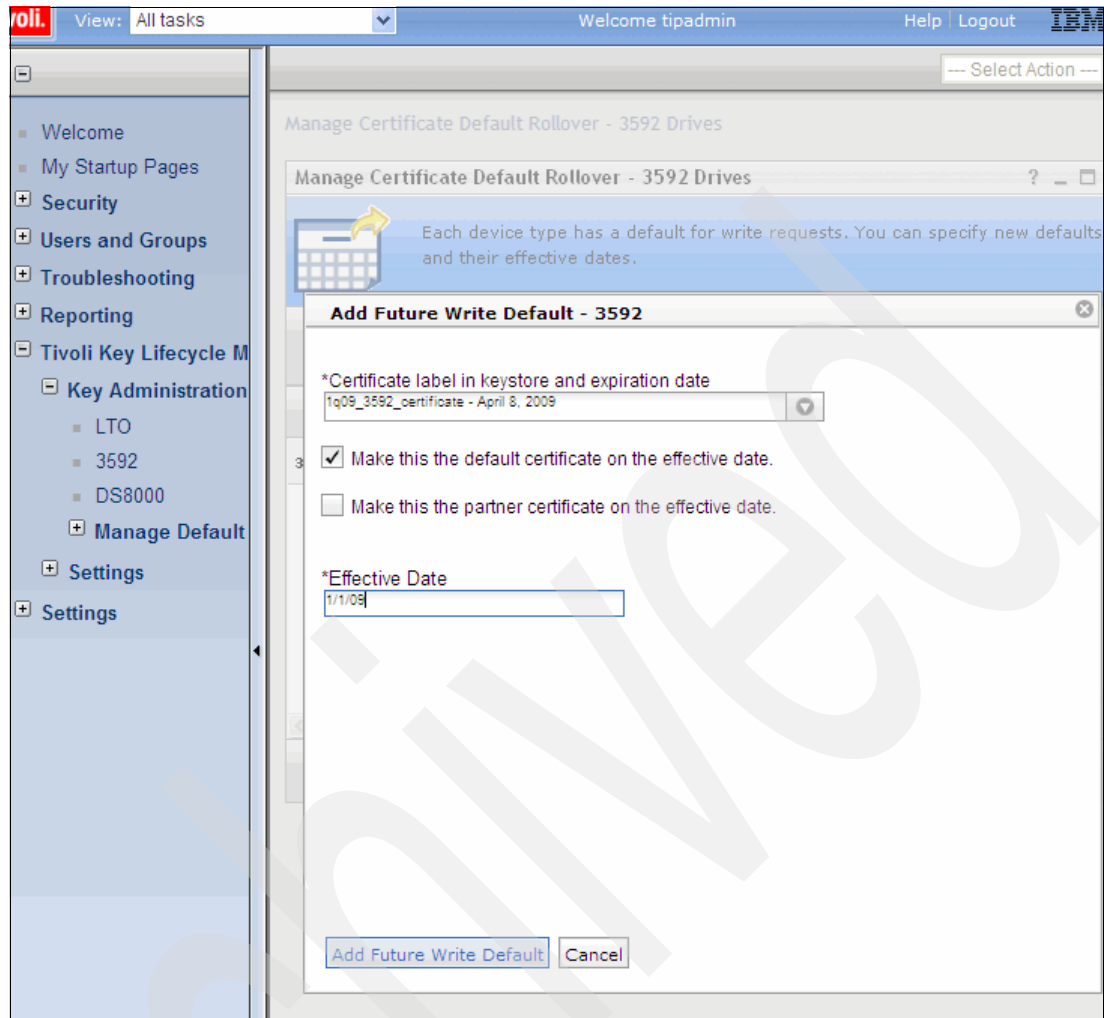 voli. View: All tasks Welcome tipadmin Help Logout IBM
--- Select Action ---
Welcome
My Startup Pages
Security
Users and Groups
Troubleshooting
Reporting
Tivoli Key Lifecycle M
Key Administration
LTO
3592
DS8000
Manage Default
Settings
Settings
Manage Certificate Default Rollover - 3592 Drives
Manage Certificate Default Rollover - 3592 Drives ?
Each device type has a default for write requests. You can specify new defaults
and their effective dates.
Add Future Write Default - 3592
*Certificate label in keystore and expiration date
1q09_3592_certificate - April 8, 2009
3
Make this the default certificate on the effective date.
Make this the partner certificate on the effective date.
*Effective Date
1/1/09
Add Future Write Default Cancel
hived